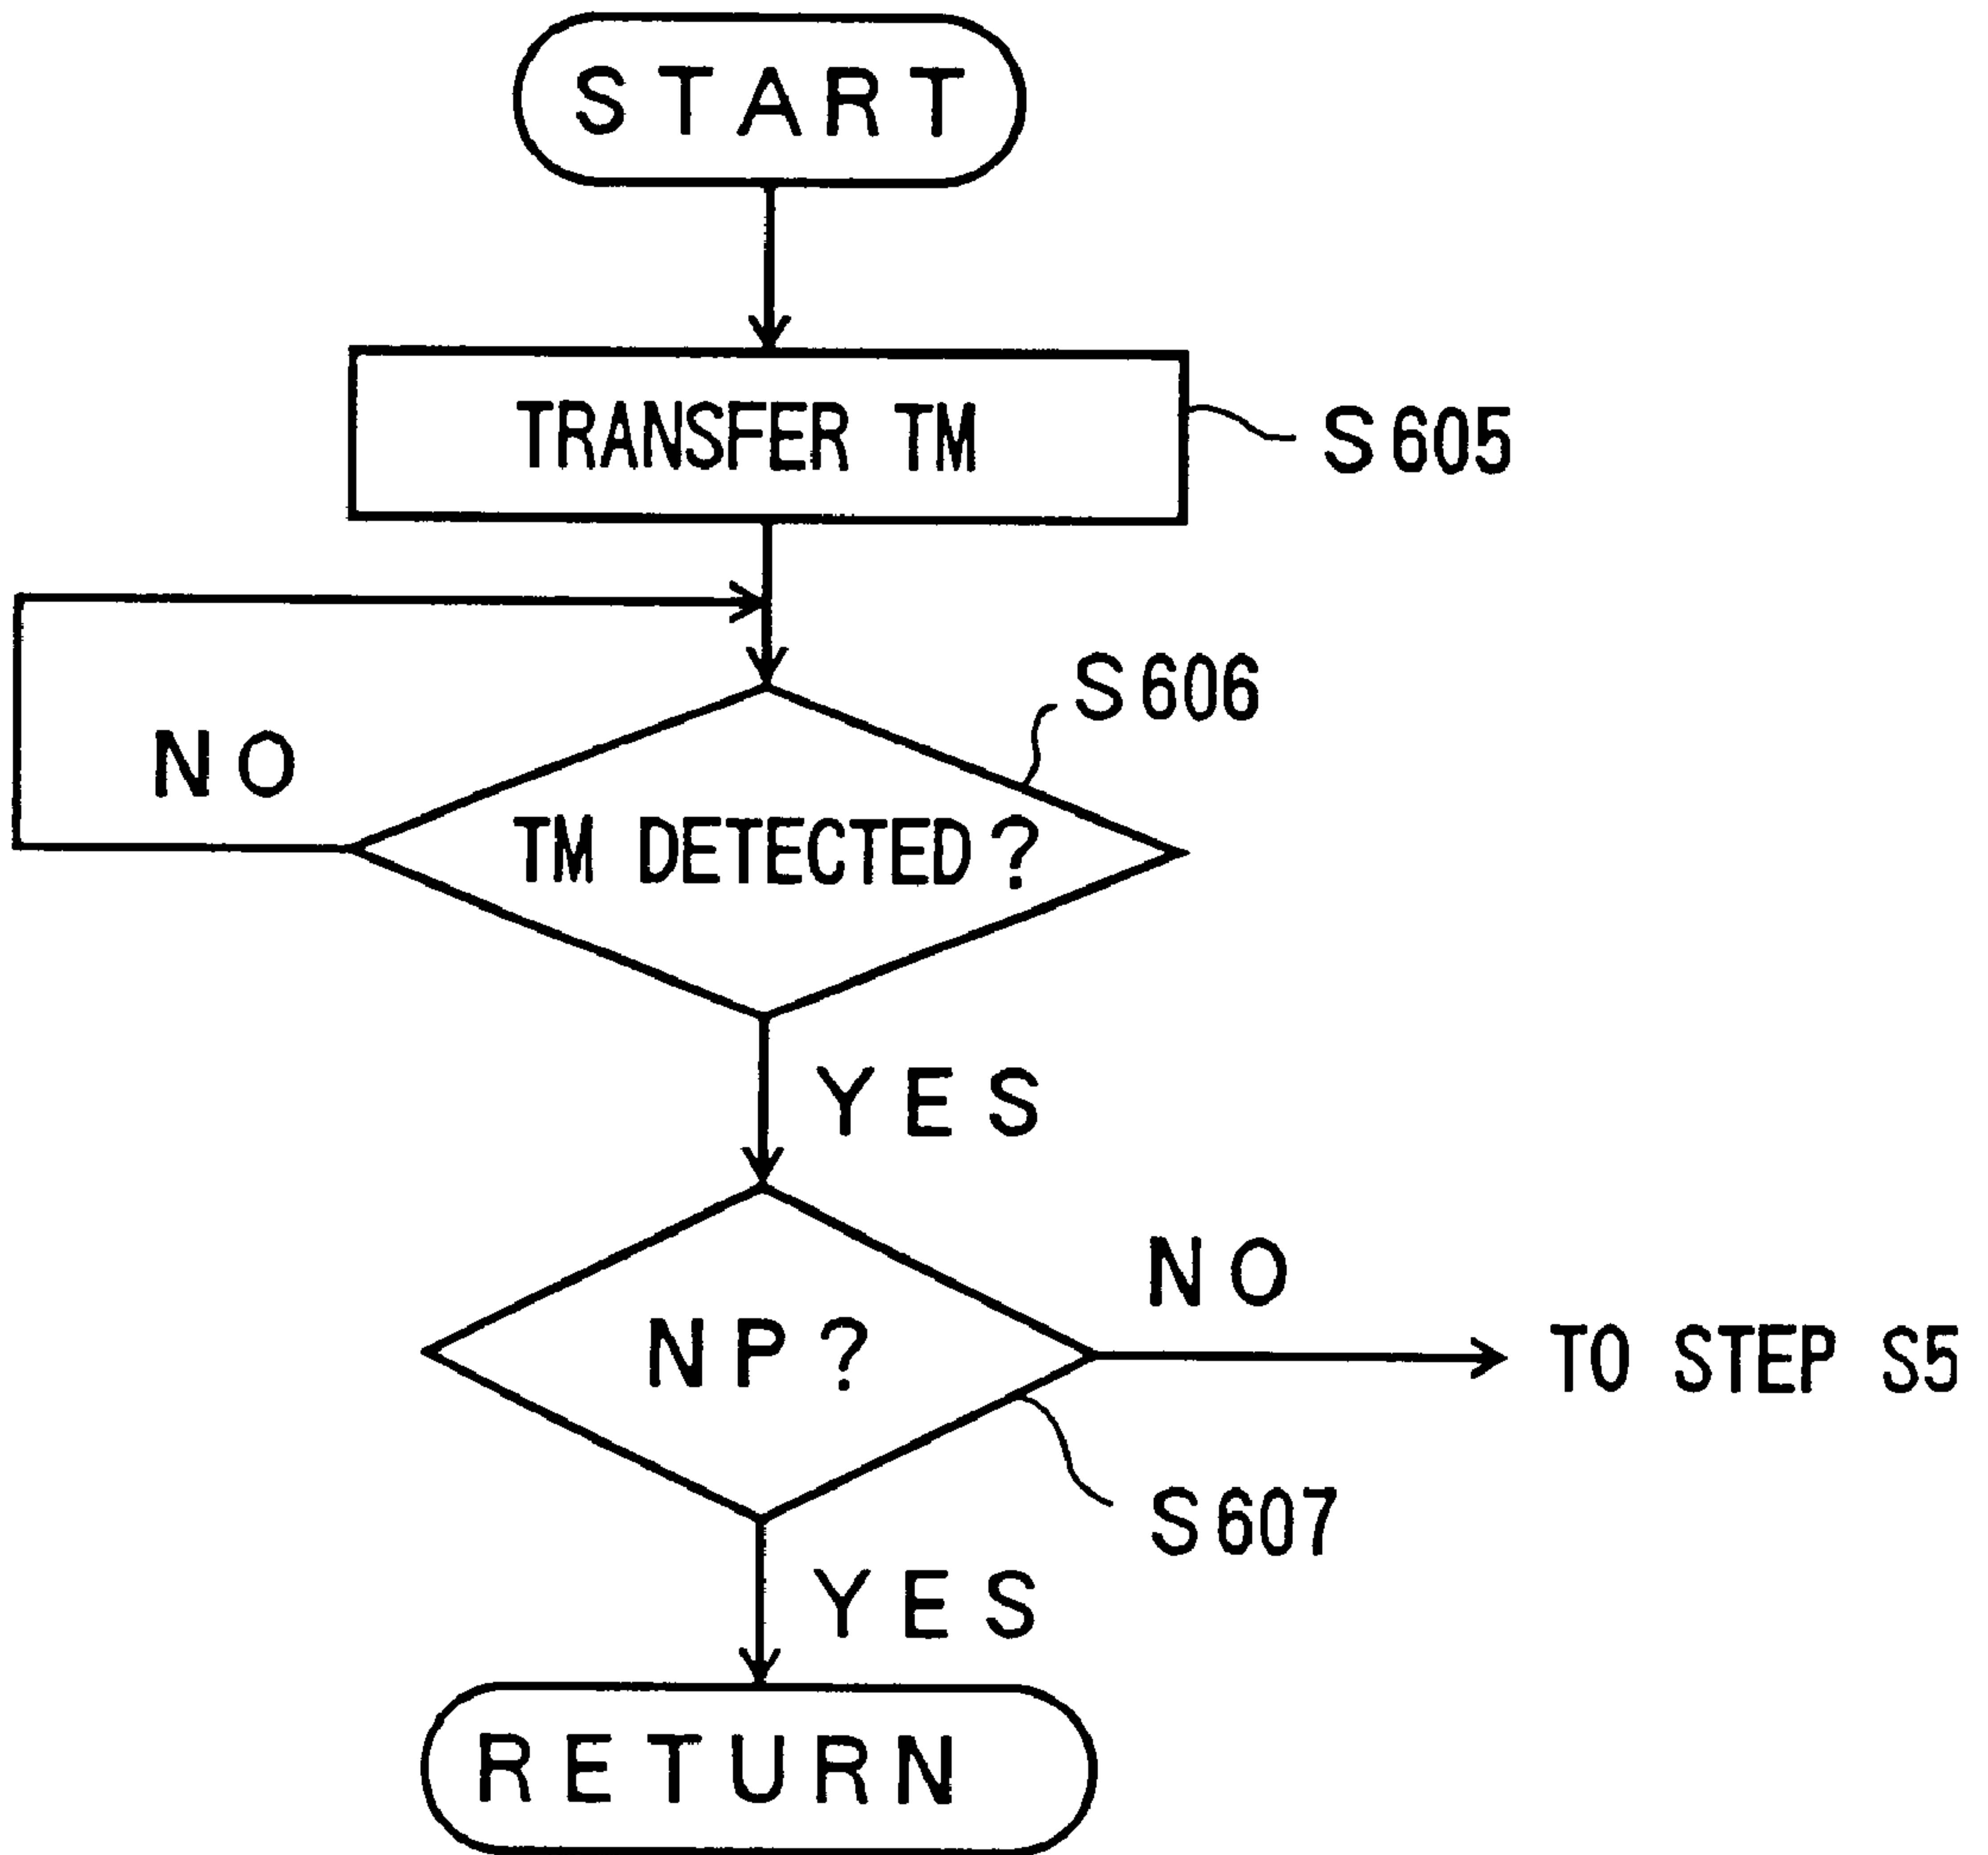 START
TRANSFER TM
S605
S606
NO
TM DETECTED?
YES
NO
NP?
TO STEP S5
S607
YES
RETURN